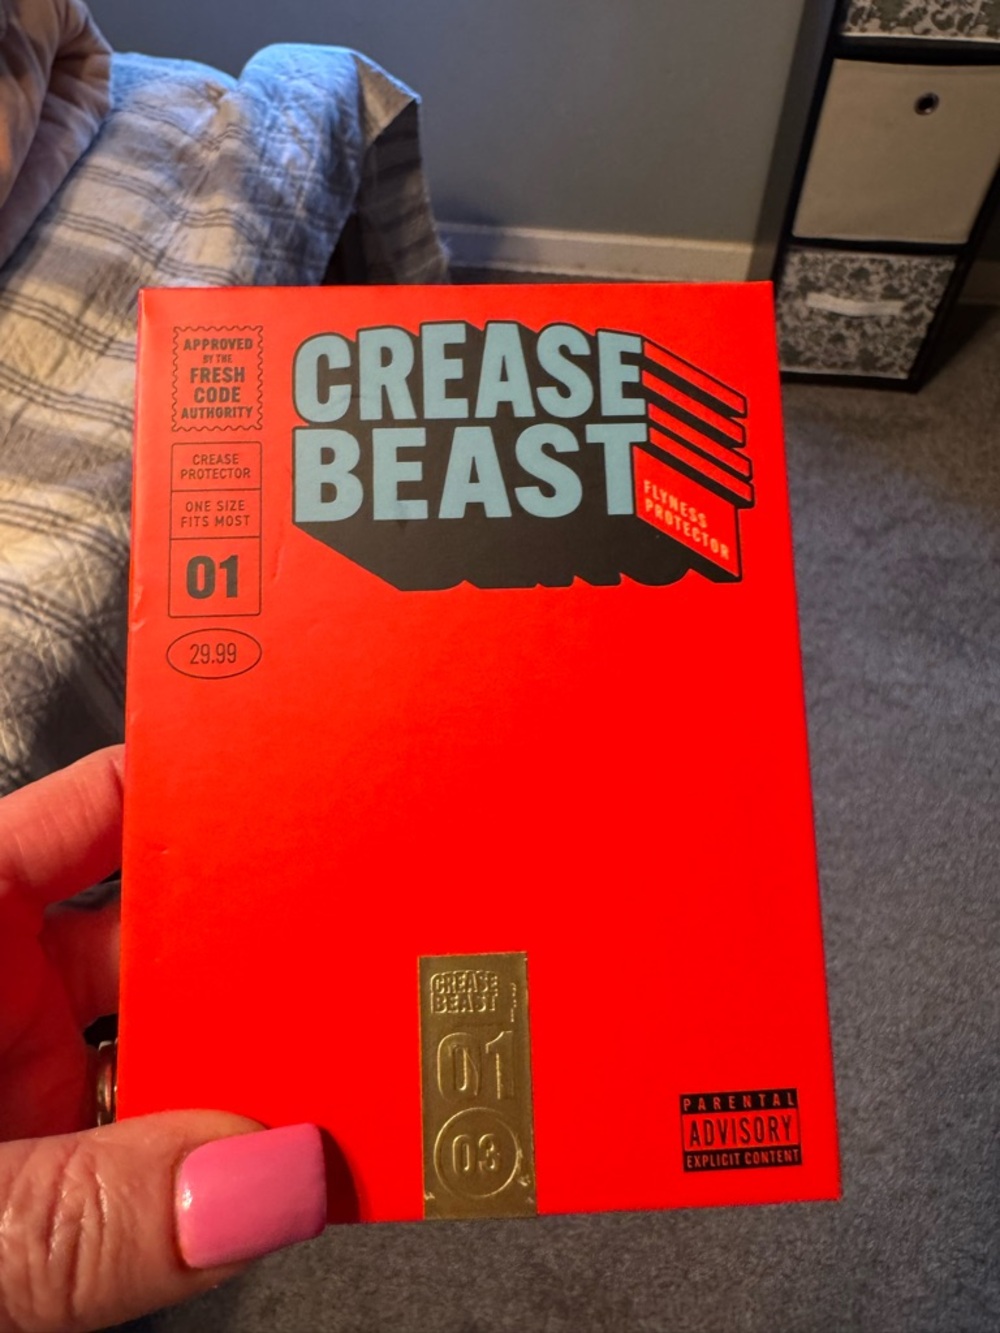 APPROVED
BY THE
FRESH
CODE
AUTHORITY
CREASE
PROTECTOR
ONE SIZE
FITS MOST
01
29.99
CREASE
BEAST
FLYNESS
PROTECTOR
CREASE
BEAST
01
03
PARENTAL
ADVISORY
EXPLICIT CONTENT